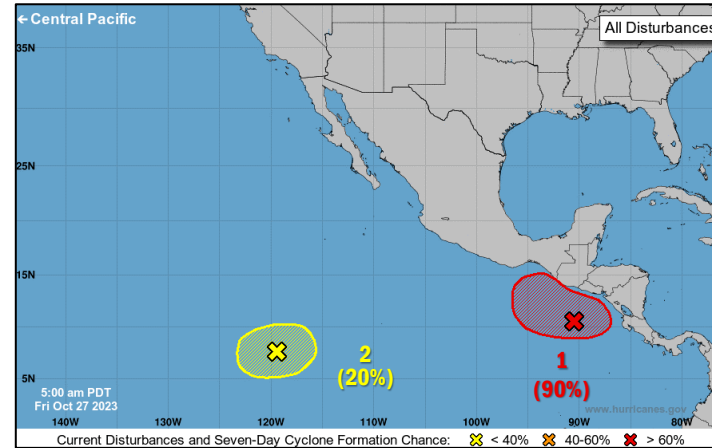 ← Central Pacific
All Disturbances
35N
25N
15N
5N
2
(20%)
1
(90%)
5:00 am PDT
Fri Oct 27 2023
www.hurricanes.gov
140W 130W 120W 110W 100W 90W 80W
Current Disturbances and Seven-Day Cyclone Formation Chance: < 40% 40-60% > 60%